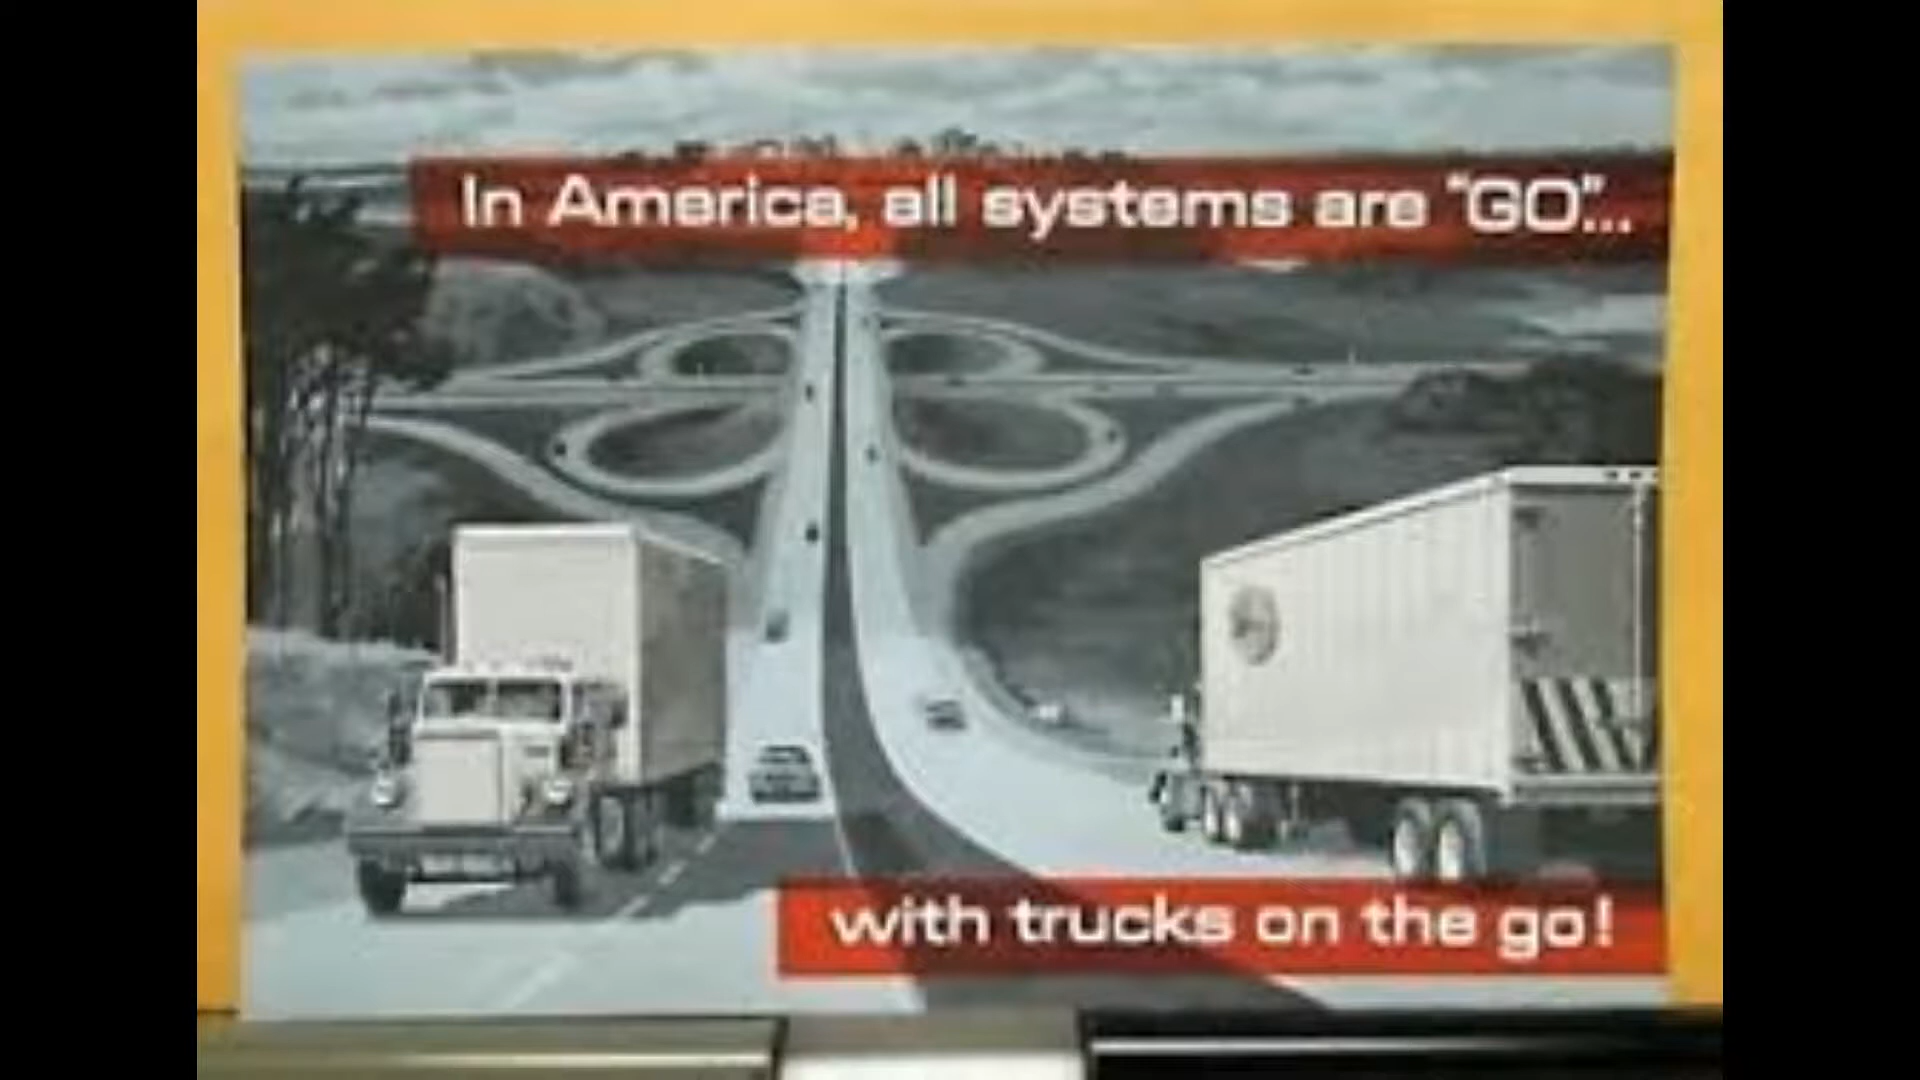 In America, all systems are "GO"...
with trucks on the go!